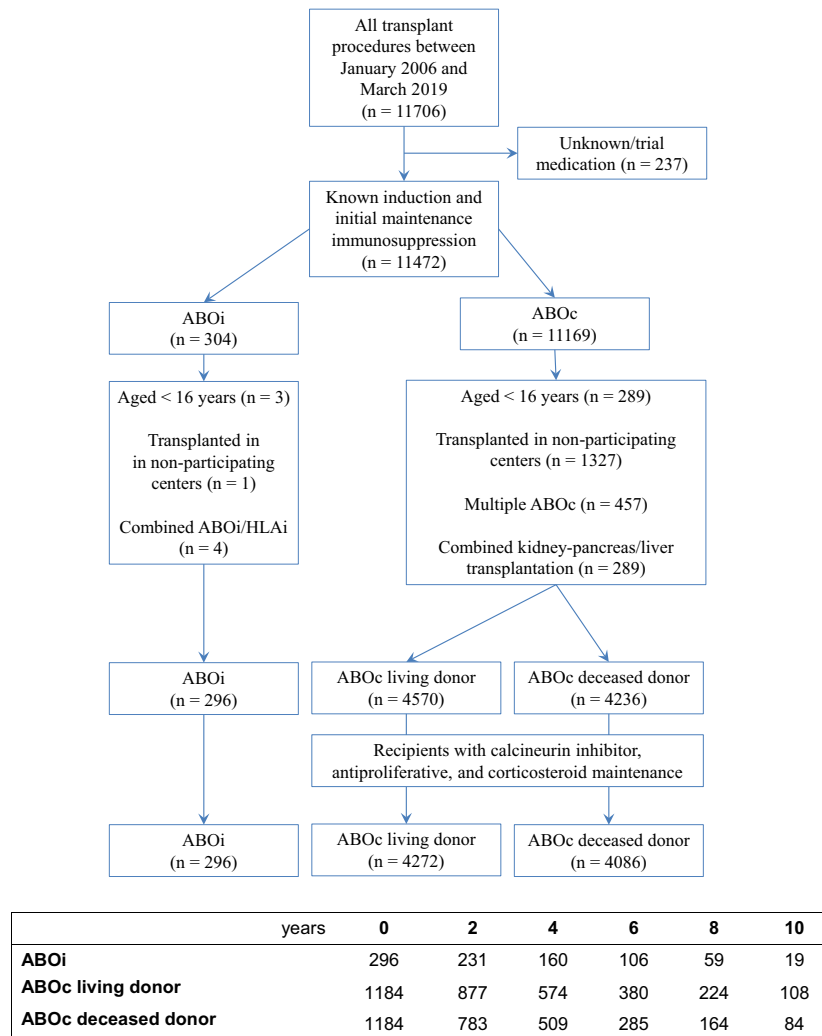 All transplant
procedures between
January 2006 and
March 2019
(n = 11706)
Unknown/trial
medication (n = 237)
Known induction and
initial maintenance
immunosuppression
(n = 11472)
ABOi
(n = 304)
ABOc
(n = 11169)
Aged < 16 years (n = 3)
Transplanted in
in non-participating
centers (n = 1)
Combined ABOi/HLAi
(n = 4)
Aged < 16 years (n = 289)
Transplanted in non-participating
centers (n = 1327)
Multiple ABOc (n = 457)
Combined kidney-pancreas/liver
transplantation (n = 289)
ABOi
(n = 296)
ABOc living donor
(n = 4570)
ABOc deceased donor
(n = 4236)
Recipients with calcineurin inhibitor,
antiproliferative, and corticosteroid maintenance
ABOi
(n = 296)
ABOc living donor
(n = 4272)
ABOc deceased donor
(n = 4086)
years 0 2 4 6 8 10
ABOi 296 231 160 106 59 19
ABOc living donor 1184 877 574 380 224 108
ABOc deceased donor 1184 783 509 285 164 84